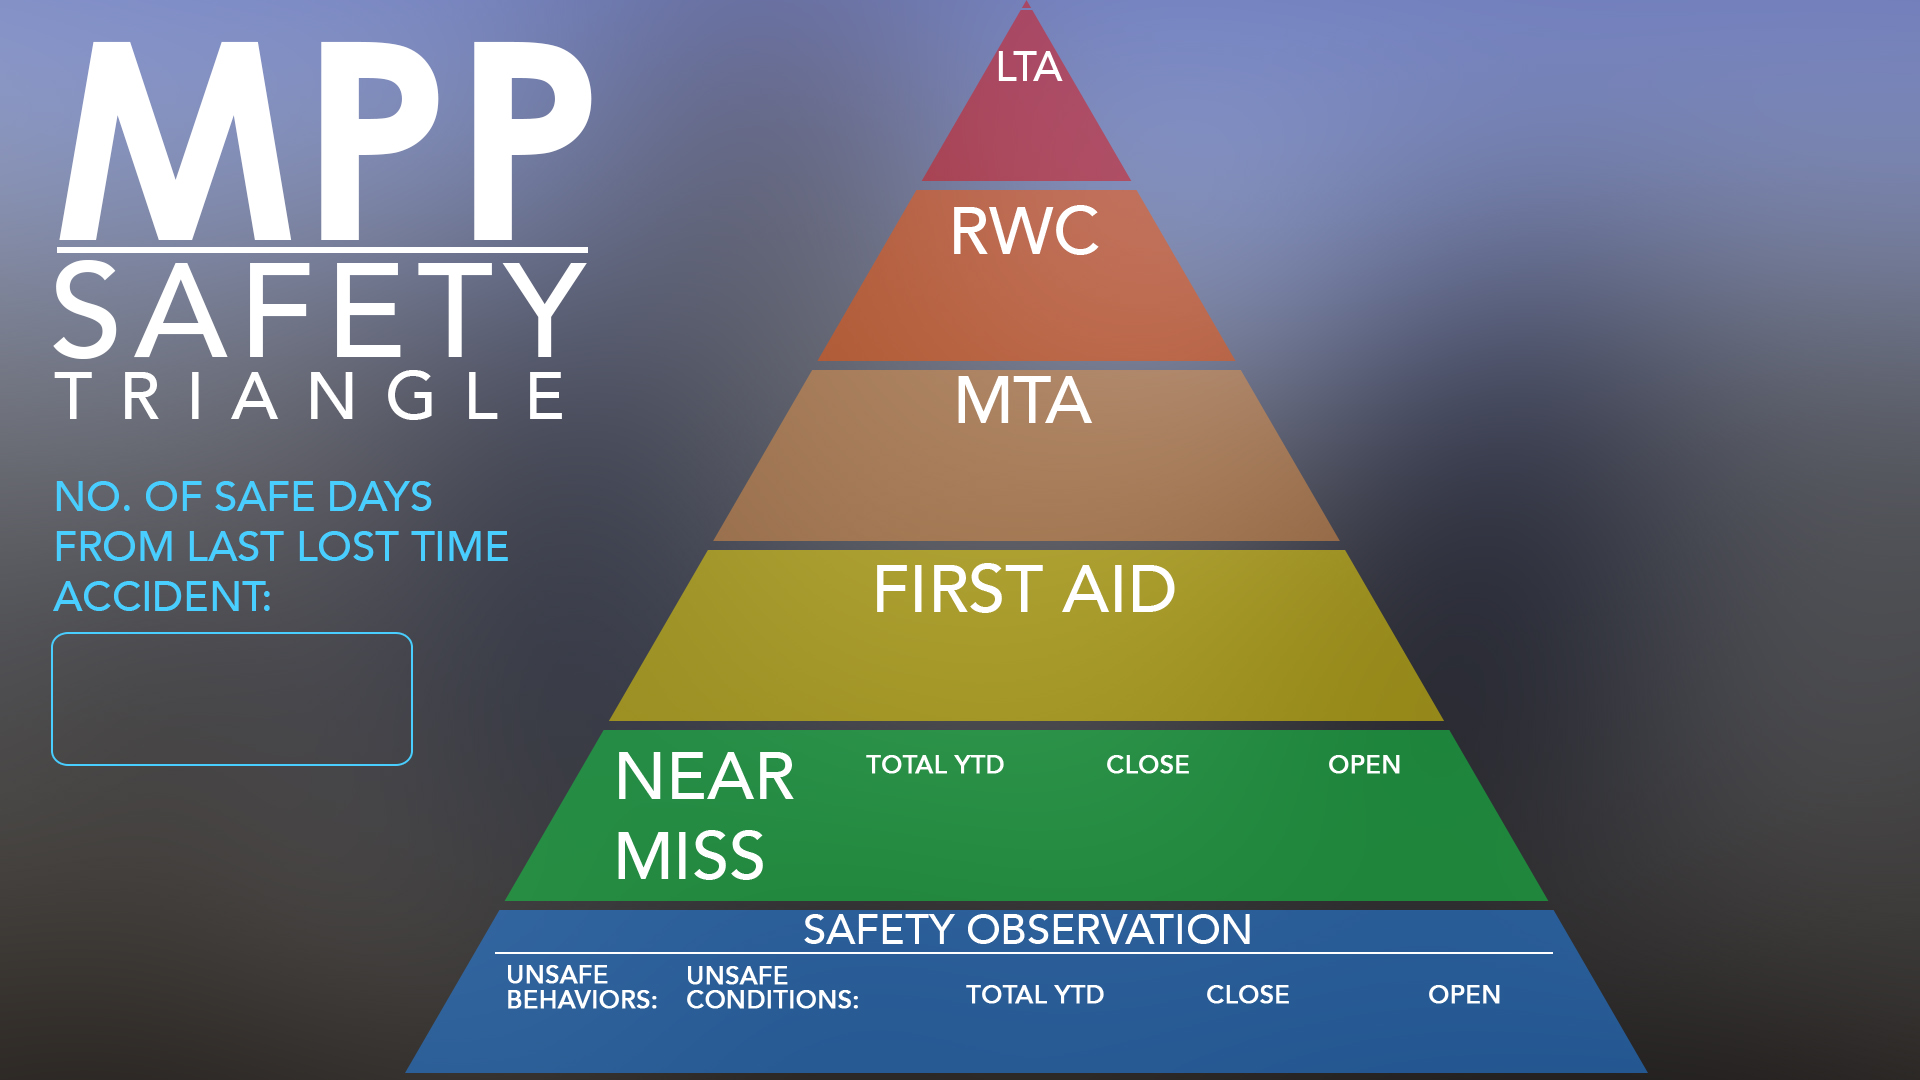 MPP
SAFETY
TRIANGLE
NO. OF SAFE DAYS
FROM LAST LOST TIME
ACCIDENT:
LTA
RWC
MTA
FIRST AID
NEAR
MISS
TOTAL YTD CLOSE OPEN
SAFETY OBSERVATION
UNSAFE
BEHAVIORS:
UNSAFE
CONDITIONS:
TOTAL YTD CLOSE OPEN